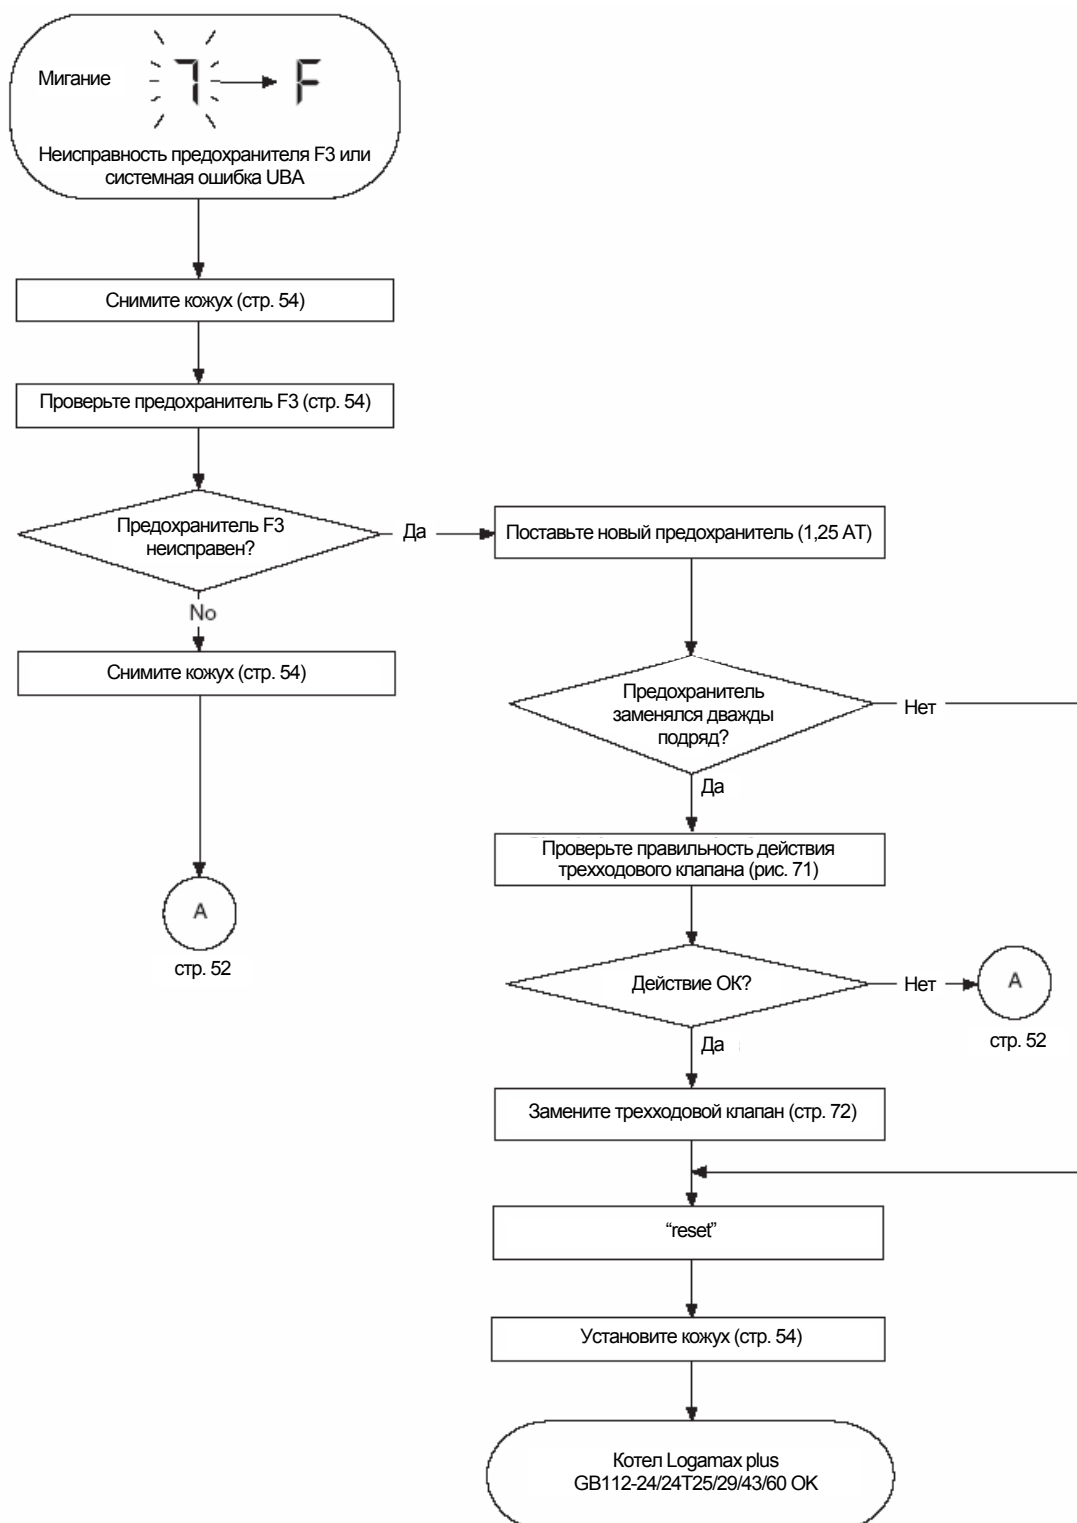 Мигание
7
F
Неисправность предохранителя F3 или
системная ошибка UBA
Снимите кожух (стр. 54)
Проверьте предохранитель F3 (стр. 54)
Предохранитель F3
неисправен?
Да
Поставьте новый предохранитель (1,25 АТ)
No
Снимите кожух (стр. 54)
Предохранитель
заменялся дважды
подряд?
Нет
Да
Проверьте правильность действия
трехходового клапана (рис. 71)
A
стр. 52
Действие ОК?
Нет
A
стр. 52
Да
Замените трехходовой клапан (стр. 72)
“reset”
Установите кожух (стр. 54)
Котел Logamax plus
GB112-24/24T25/29/43/60 OK